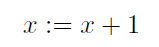 x := x + 1